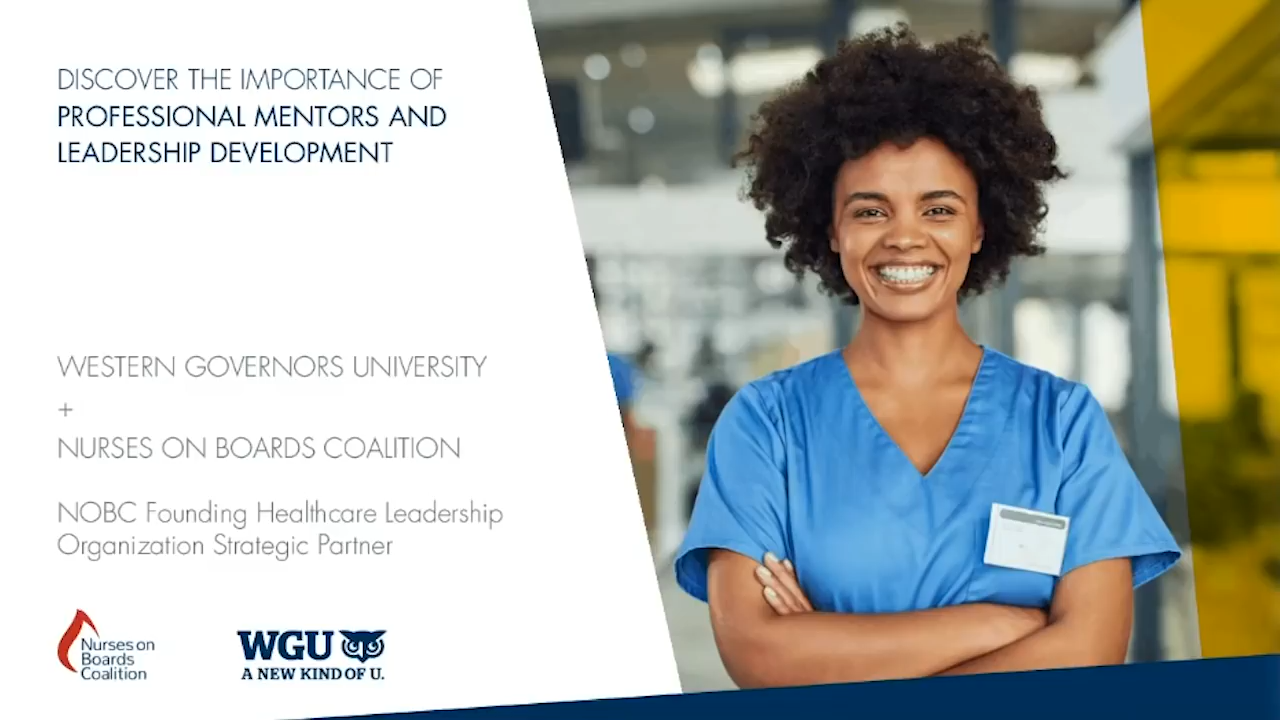 DISCOVER THE IMPORTANCE OF
PROFESSIONAL MENTORS AND
LEADERSHIP DEVELOPMENT
WESTERN GOVERNORS UNIVERSITY
+
NURSES ON BOARDS COALITION
NOBC Founding Healthcare Leadership
Organization Strategic Partner
Nurses on
Boards
Coalition
WGU
A NEW KIND OF U.